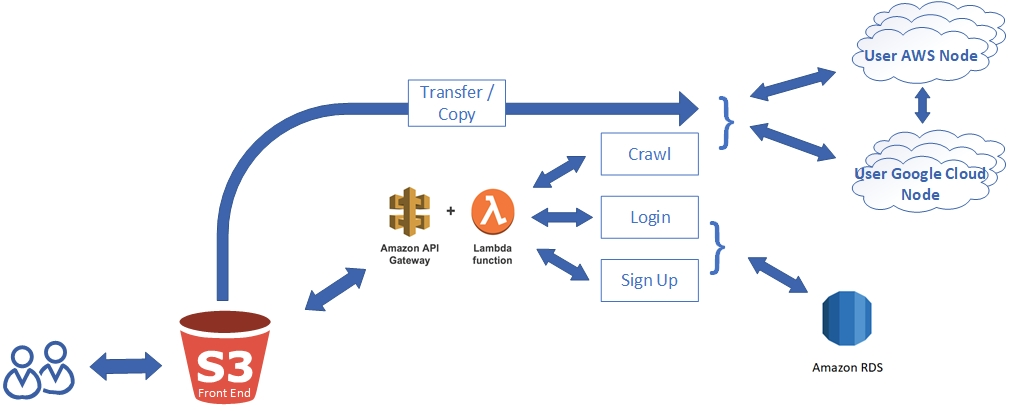 User AWS Node
Transfer /
Copy
Crawl
User Google Cloud
Node
+
λ
Login
Amazon API
Gateway
Lambda
function
Sign Up
S3
Front End
Amazon RDS